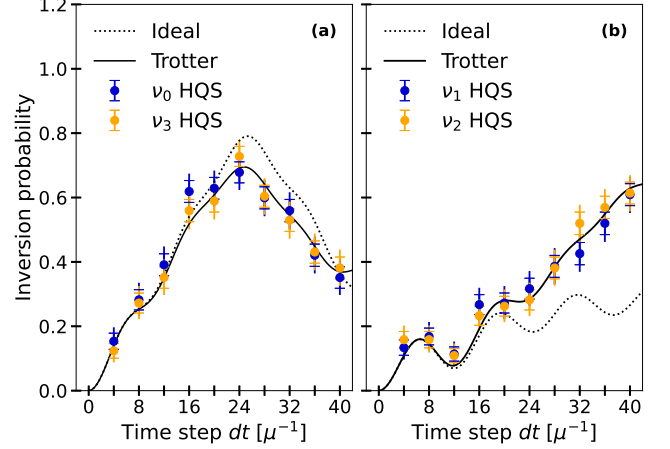 1.2
1.0
0.8
0.6
0.4
0.2
0.0
Inversion probability
Ideal
Trotter
ν₀ HQS
ν₃ HQS
(a)
0 8 16 24 32 40
Time step dt [μ⁻¹]
Ideal
Trotter
ν₁ HQS
ν₂ HQS
(b)
0 8 16 24 32 40
Time step dt [μ⁻¹]